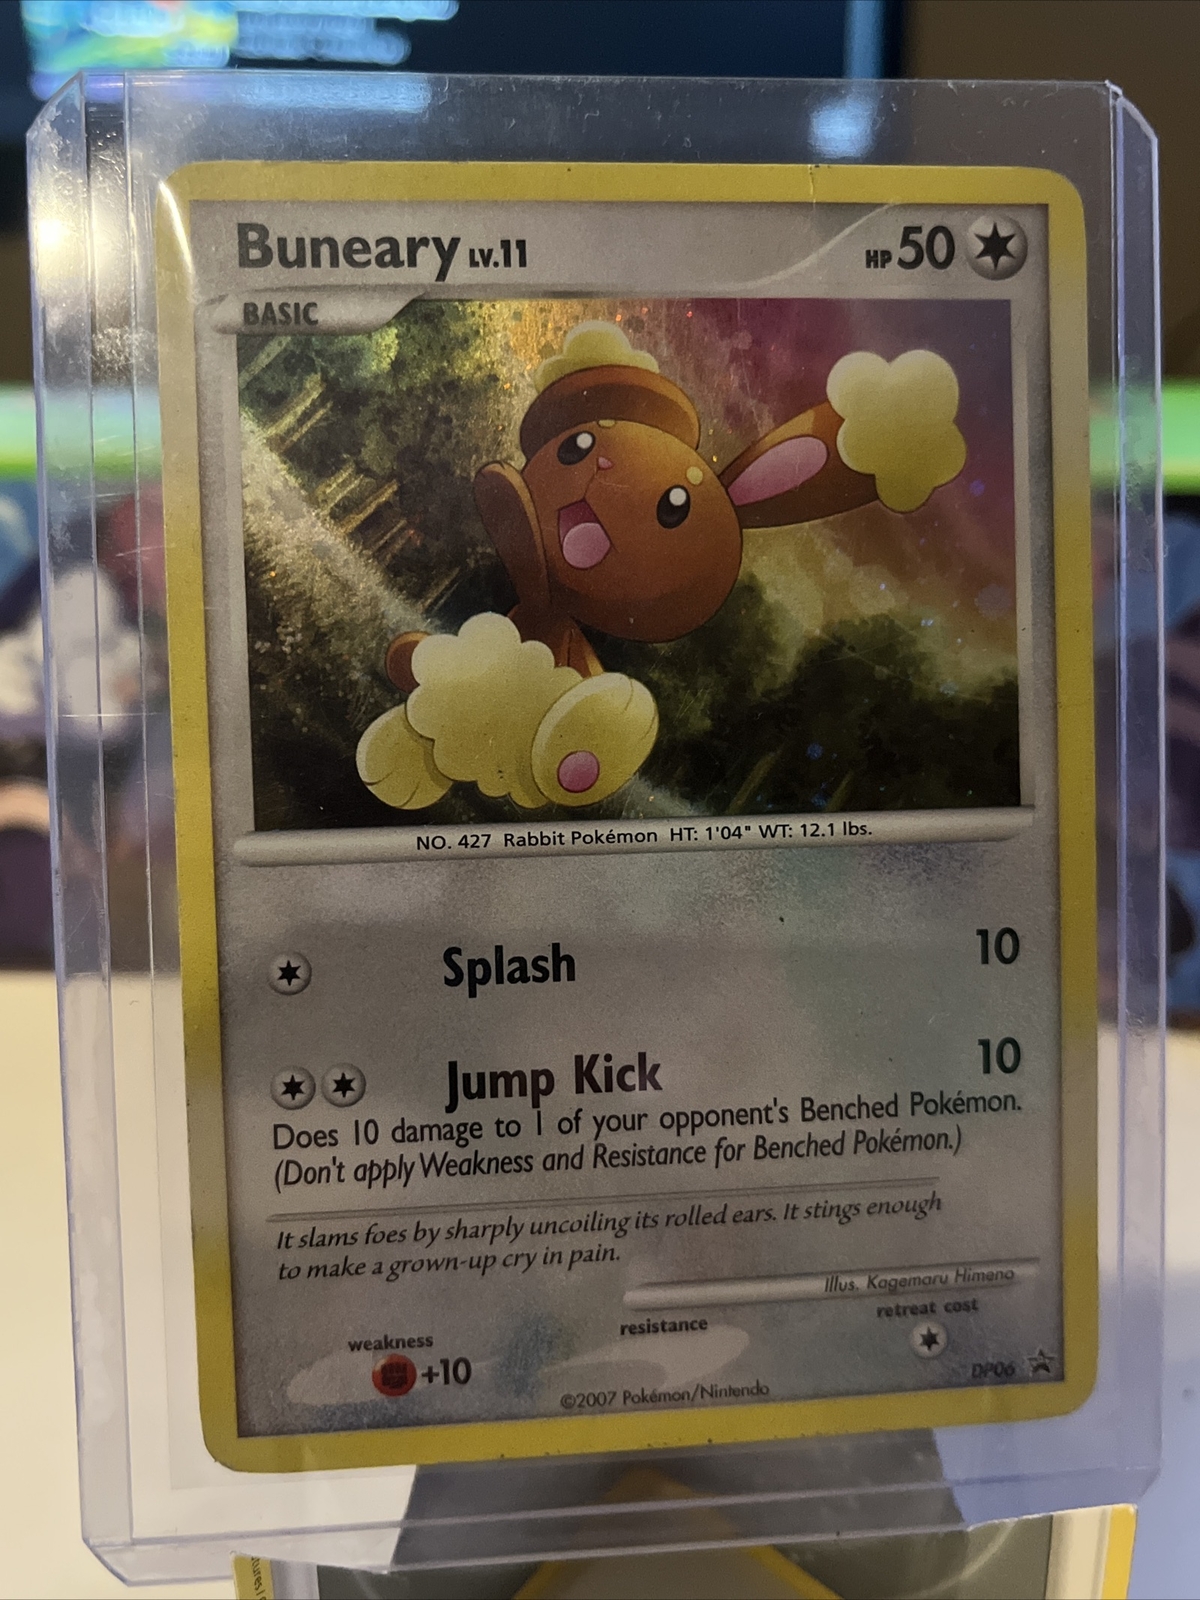 Buneary LV.11
HP 50
BASIC
NO. 427 Rabbit Pokémon HT: 1'04" WT: 12.1 lbs.
Splash 10
Jump Kick 10
Does 10 damage to 1 of your opponent's Benched Pokémon.
(Don't apply Weakness and Resistance for Benched Pokémon.)
It slams foes by sharply uncoiling its rolled ears. It stings enough
to make a grown-up cry in pain.
Illus. Kagemaru Himeno
weakness
+10
resistance
retreat cost
DP06
©2007 Pokémon/Nintendo